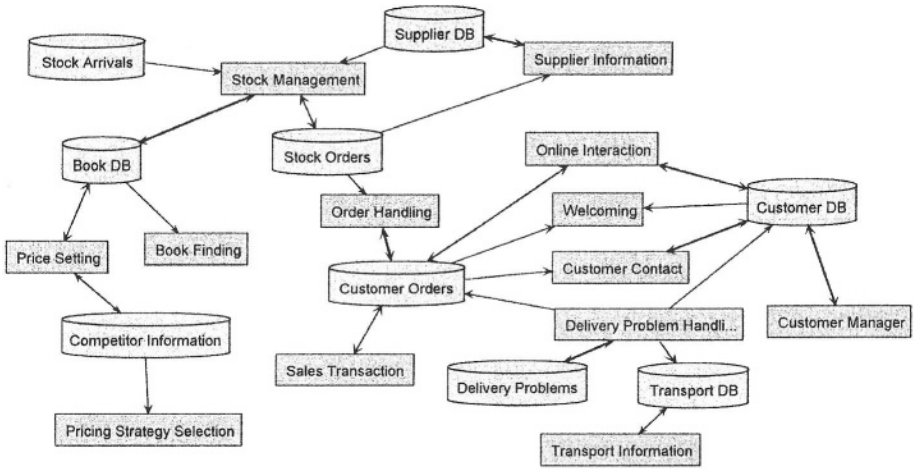 Supplier DB
Stock Arrivals
Supplier Information
Stock Management
Online Interaction
Book DB
Stock Orders
Order Handling
Welcoming
Customer DB
Book Finding
Price Setting
Customer Contact
Customer Orders
Delivery Problem Handli...
Customer Manager
Competitor Information
Sales Transaction
Delivery Problems
Transport DB
Pricing Strategy Selection
Transport Information